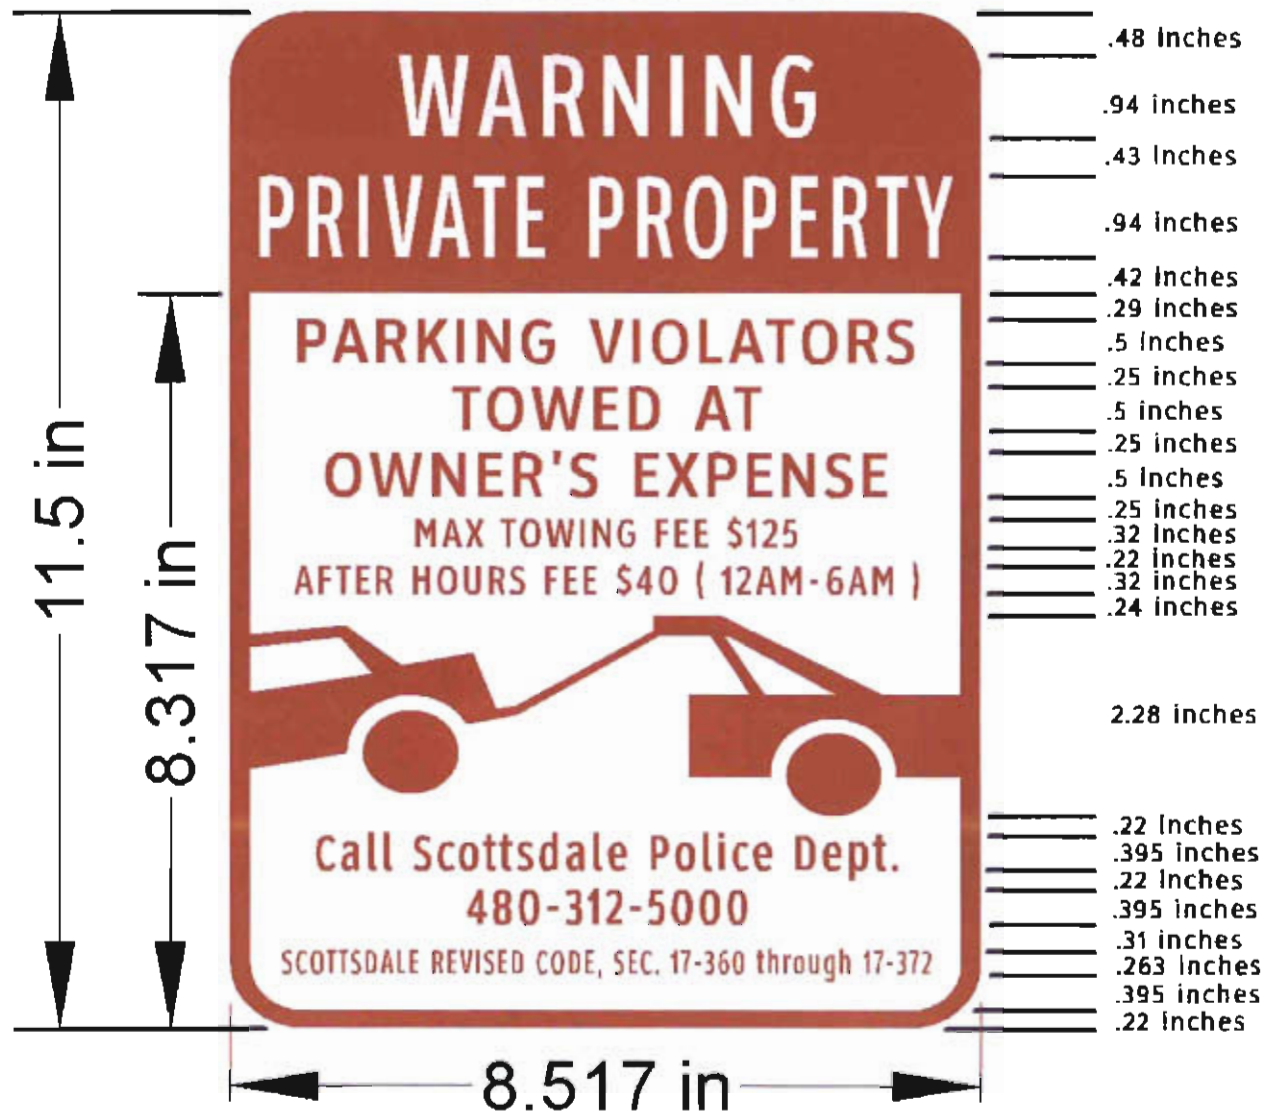 WARNING
PRIVATE PROPERTY
PARKING VIOLATORS
TOWED AT
OWNER'S EXPENSE
MAX TOWING FEE $125
AFTER HOURS FEE $40 ( 12AM-6AM )
Call Scottsdale Police Dept.
480-312-5000
SCOTTSDALE REVISED CODE, SEC. 17-360 through 17-372
11.5 in
8.317 in
8.517 in
.48 inches
.94 inches
.43 inches
.94 inches
.42 inches
.29 inches
.5 inches
.25 inches
.5 inches
.25 inches
.5 inches
.25 inches
.32 inches
.22 inches
.32 inches
.24 inches
2.28 inches
.22 inches
.395 inches
.22 inches
.395 inches
.31 inches
.263 inches
.395 inches
.22 inches